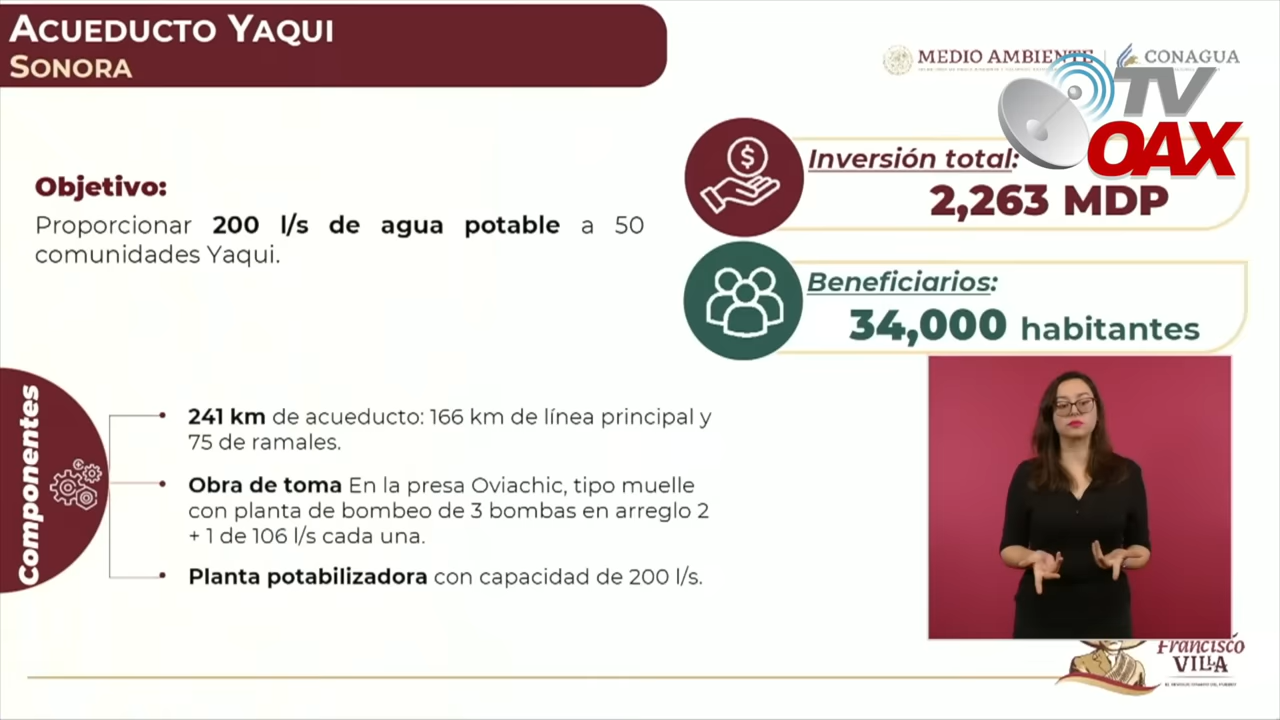 ACUEDUCTO YAQUI
SONORA
MEDIO AMBIENTE
CONAGUA
TV
OAX
Objetivo:
Proporcionar 200 l/s de agua potable a 50
comunidades Yaqui.
Inversión total:
2,263 MDP
Beneficiarios:
34,000 habitantes
Componentes
241 km de acueducto: 166 km de línea principal y
75 de ramales.
Obra de toma En la presa Oviachic, tipo muelle
con planta de bombeo de 3 bombas en arreglo 2
+ 1 de 106 l/s cada una.
Planta potabilizadora con capacidad de 200 l/s.
Francisco
VILLA